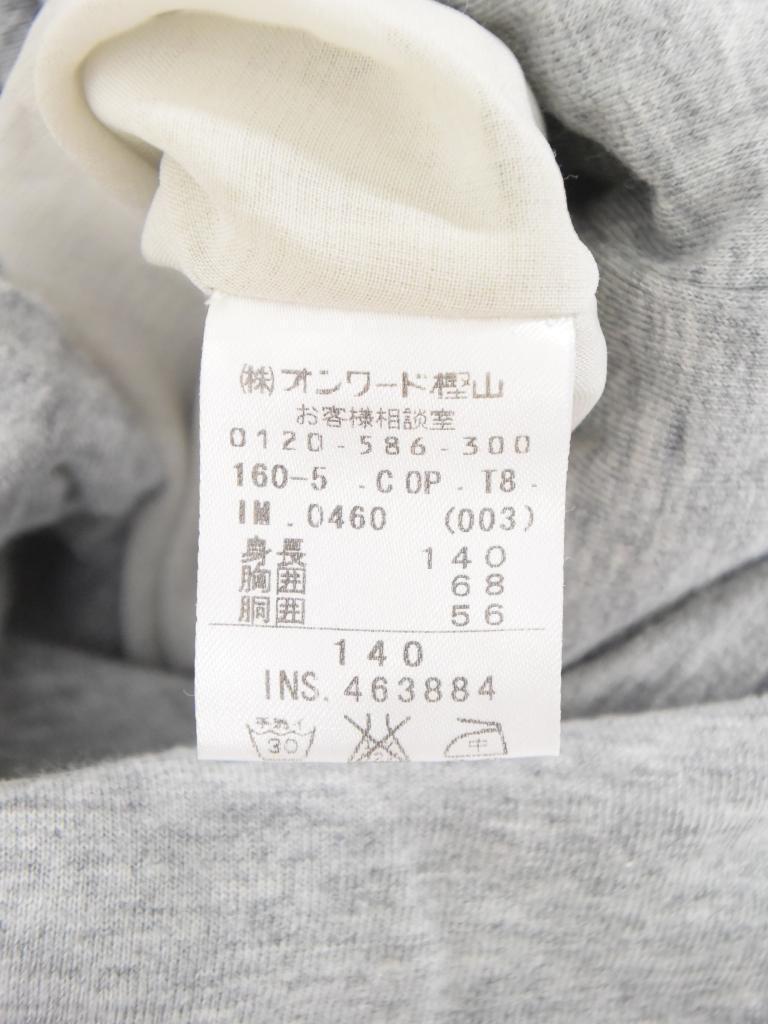 ㈱オンワード樫山
お客様相談室
0120-586-300
160-5 .COP. T8.
IM.0460 (003)
身長 140
胸囲 68
胴囲 56
140
INS.463884
手洗イ 30 中